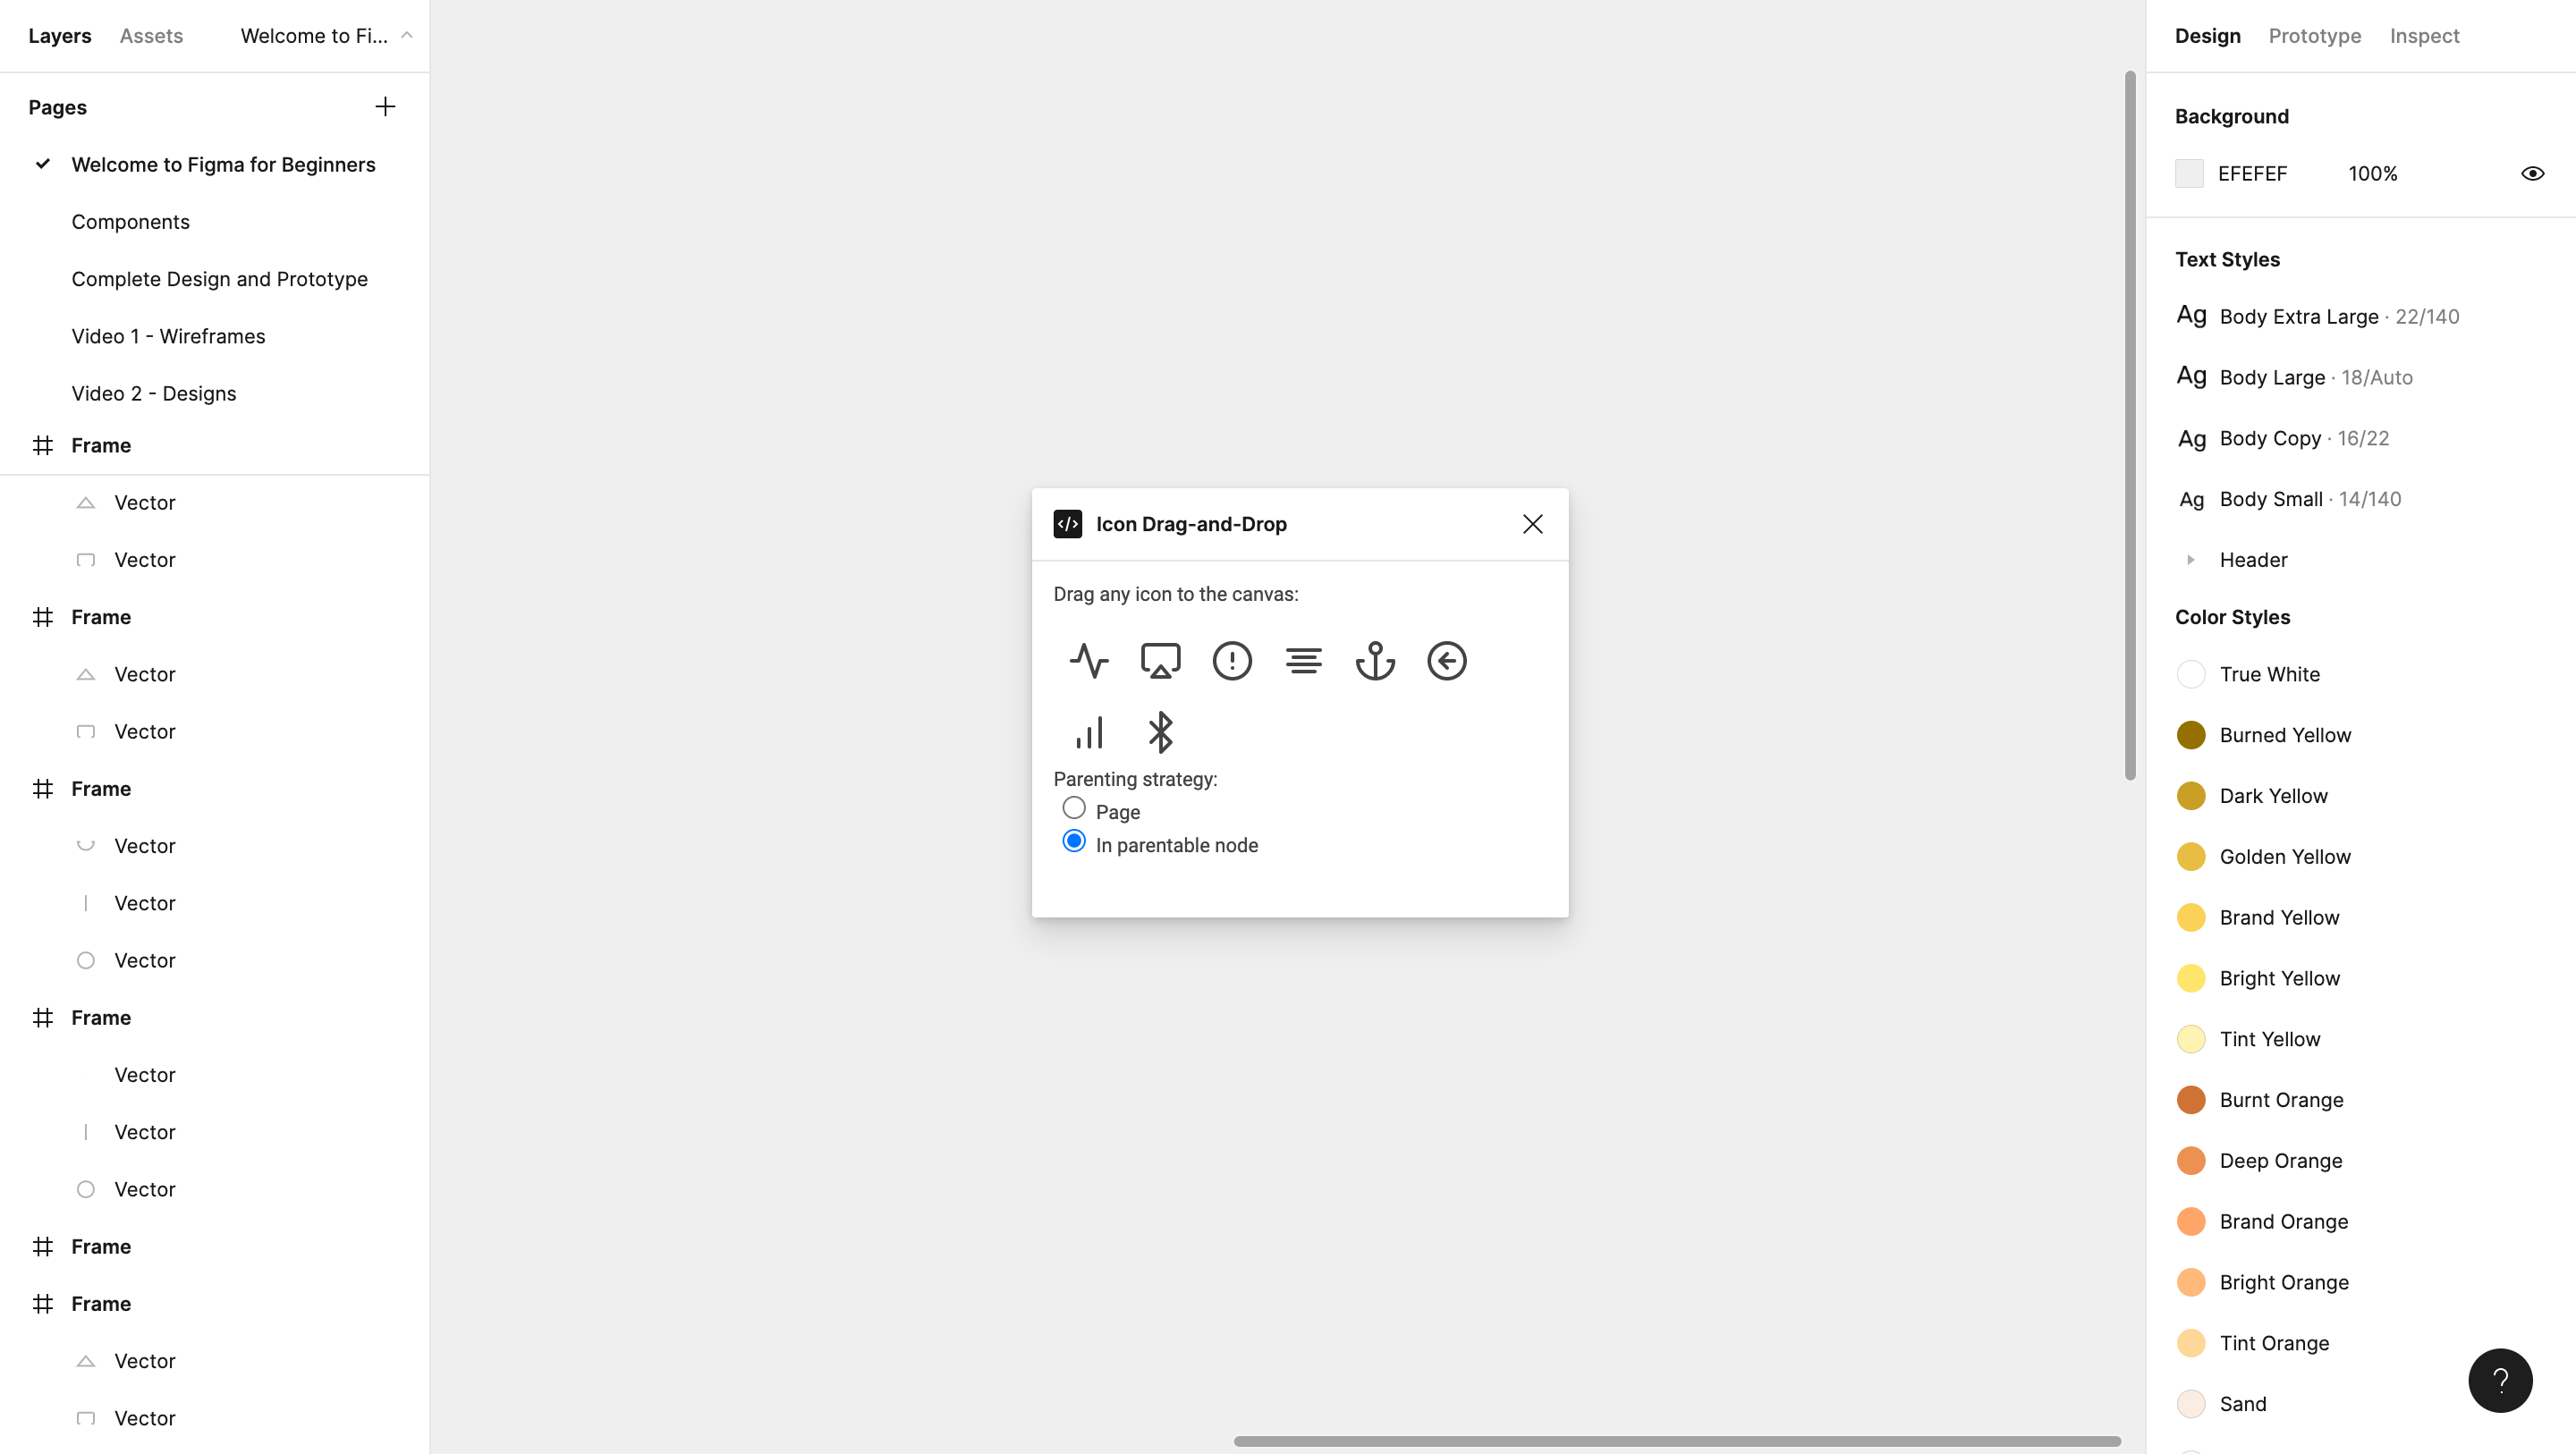 Layers
Assets
Welcome to Fi...
Pages
Welcome to Figma for Beginners
Components
Complete Design and Prototype
Video 1 - Wireframes
Video 2 - Designs
Frame
Vector
Vector
Frame
Vector
Vector
Frame
Vector
Vector
Vector
Frame
Vector
Vector
Vector
Frame
Frame
Vector
Vector
Icon Drag-and-Drop
Drag any icon to the canvas:
Parenting strategy:
Page
In parentable node
Design
Prototype
Inspect
Background
EFEFEF 100%
Text Styles
Ag Body Extra Large · 22/140
Ag Body Large · 18/Auto
Ag Body Copy · 16/22
Ag Body Small · 14/140
Header
Color Styles
True White
Burned Yellow
Dark Yellow
Golden Yellow
Brand Yellow
Bright Yellow
Tint Yellow
Burnt Orange
Deep Orange
Brand Orange
Bright Orange
Tint Orange
Sand
?